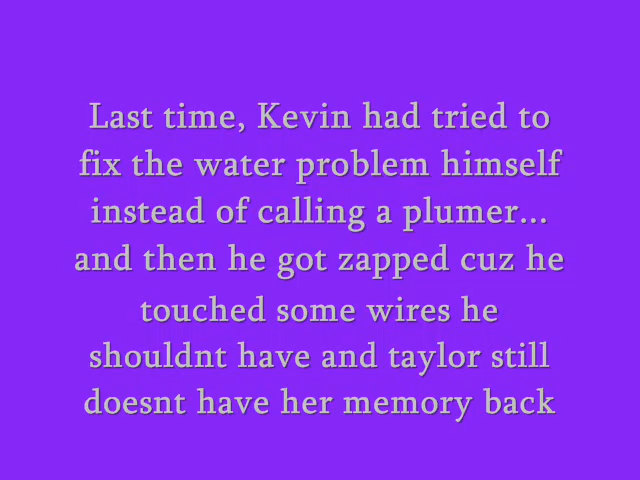 Last time, Kevin had tried to
fix the water problem himself
instead of calling a plumer...
and then he got zapped cuz he
touched some wires he
shouldnt have and taylor still
doesnt have her memory back